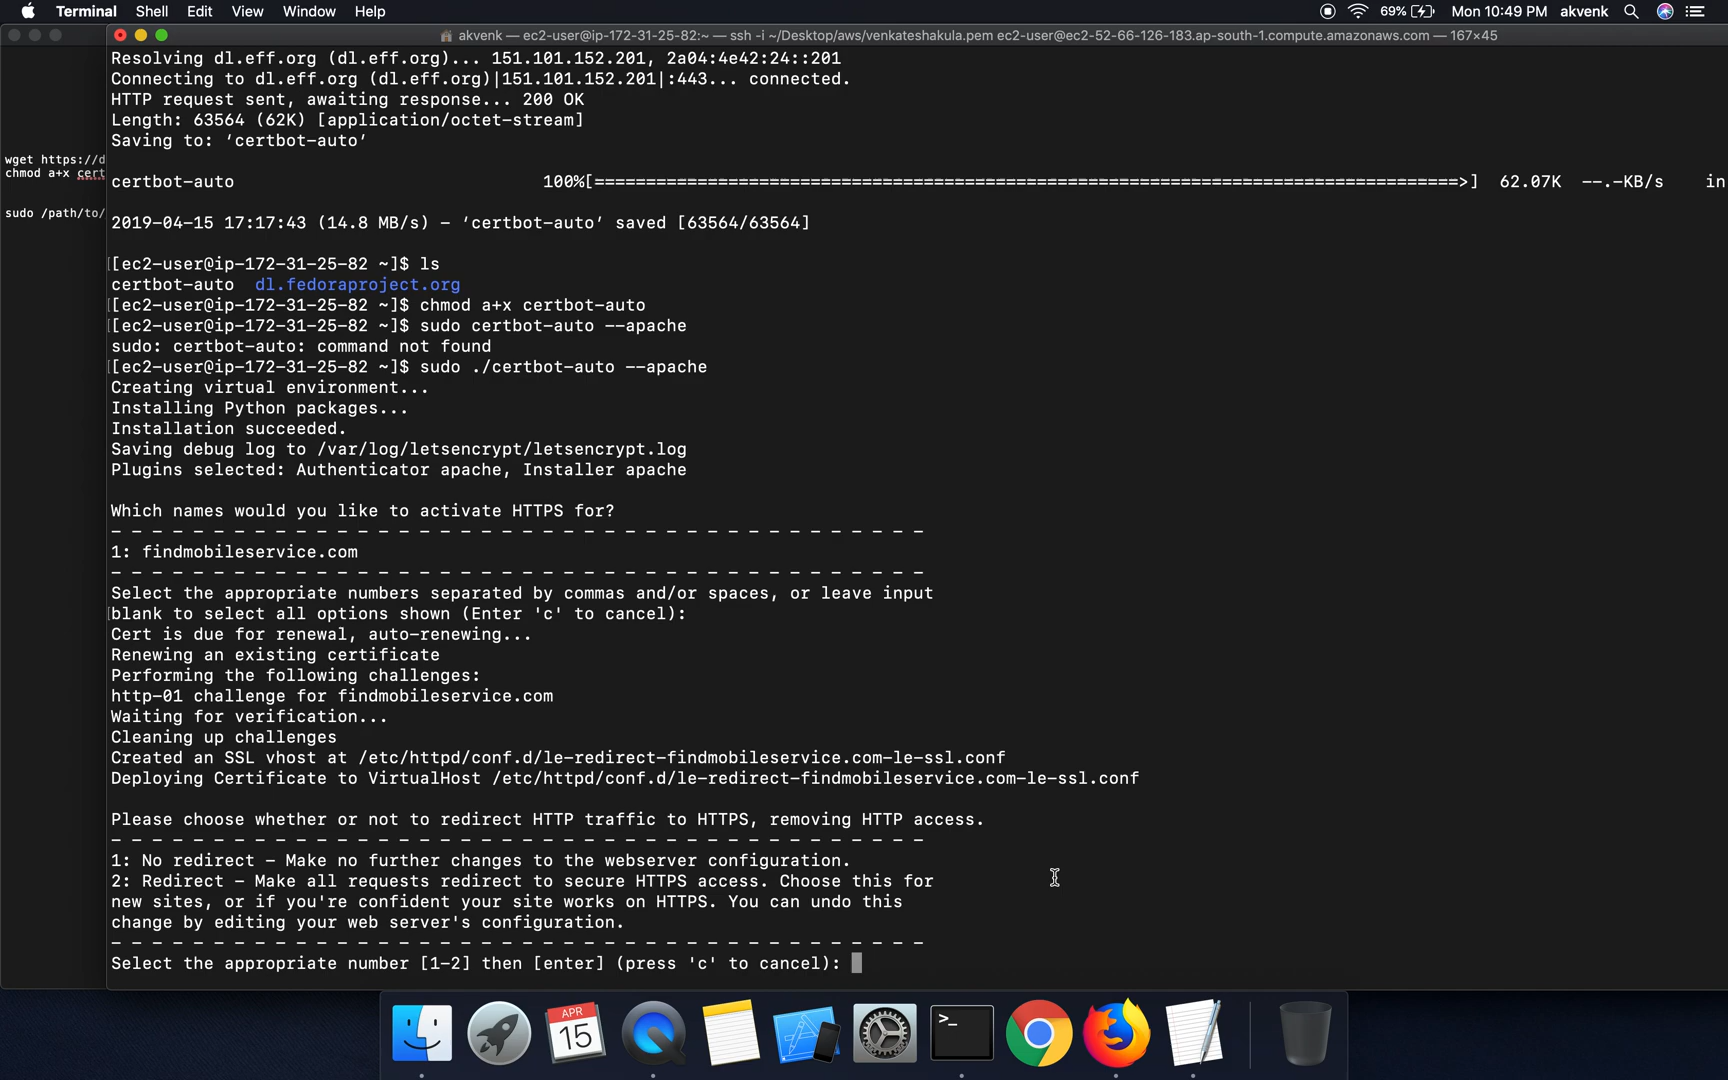 Terminal Shell Edit View Window Help 69% Mon 10:49 PM akvenk
akvenk — ec2-user@ip-172-31-25-82:~ — ssh -i ~/Desktop/aws/venkateshakula.pem ec2-user@ec2-52-66-126-183.ap-south-1.compute.amazonaws.com — 167×45
wget https://d
chmod a+x cert
sudo /path/to/
Resolving dl.eff.org (dl.eff.org)... 151.101.152.201, 2a04:4e42:24::201
Connecting to dl.eff.org (dl.eff.org)|151.101.152.201|:443... connected.
HTTP request sent, awaiting response... 200 OK
Length: 63564 (62K) [application/octet-stream]
Saving to: ‘certbot-auto’
certbot-auto 100%[====================================================================================>] 62.07K --.-KB/s in
2019-04-15 17:17:43 (14.8 MB/s) - ‘certbot-auto’ saved [63564/63564]
[[ec2-user@ip-172-31-25-82 ~]$ ls
certbot-auto dl.fedoraproject.org
[[ec2-user@ip-172-31-25-82 ~]$ chmod a+x certbot-auto
[[ec2-user@ip-172-31-25-82 ~]$ sudo certbot-auto --apache
sudo: certbot-auto: command not found
[[ec2-user@ip-172-31-25-82 ~]$ sudo ./certbot-auto --apache
Creating virtual environment...
Installing Python packages...
Installation succeeded.
Saving debug log to /var/log/letsencrypt/letsencrypt.log
Plugins selected: Authenticator apache, Installer apache
Which names would you like to activate HTTPS for?
- - - - - - - - - - - - - - - - - - - - - - - - - - - - - - - - - - - - - - - -
1: findmobileservice.com
- - - - - - - - - - - - - - - - - - - - - - - - - - - - - - - - - - - - - - - -
Select the appropriate numbers separated by commas and/or spaces, or leave input
[blank to select all options shown (Enter 'c' to cancel):
Cert is due for renewal, auto-renewing...
Renewing an existing certificate
Performing the following challenges:
http-01 challenge for findmobileservice.com
Waiting for verification...
Cleaning up challenges
Created an SSL vhost at /etc/httpd/conf.d/le-redirect-findmobileservice.com-le-ssl.conf
Deploying Certificate to VirtualHost /etc/httpd/conf.d/le-redirect-findmobileservice.com-le-ssl.conf
Please choose whether or not to redirect HTTP traffic to HTTPS, removing HTTP access.
- - - - - - - - - - - - - - - - - - - - - - - - - - - - - - - - - - - - - - - -
1: No redirect - Make no further changes to the webserver configuration.
2: Redirect - Make all requests redirect to secure HTTPS access. Choose this for
new sites, or if you're confident your site works on HTTPS. You can undo this
change by editing your web server's configuration.
- - - - - - - - - - - - - - - - - - - - - - - - - - - - - - - - - - - - - - - -
Select the appropriate number [1-2] then [enter] (press 'c' to cancel):
APR
15
>_